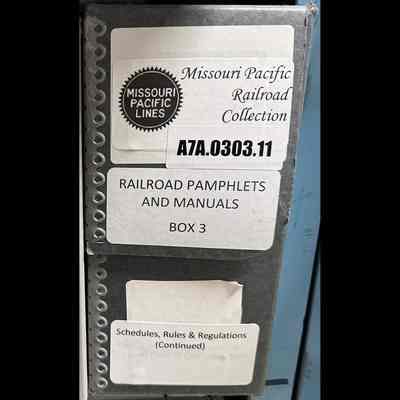 MISSOURI
PACIFIC
LINES
Missouri Pacific
Railroad
Collection
A7A.0303.11
RAILROAD PAMPHLETS
AND MANUALS
BOX 3
Schedules, Rules & Regulations
(Continued)